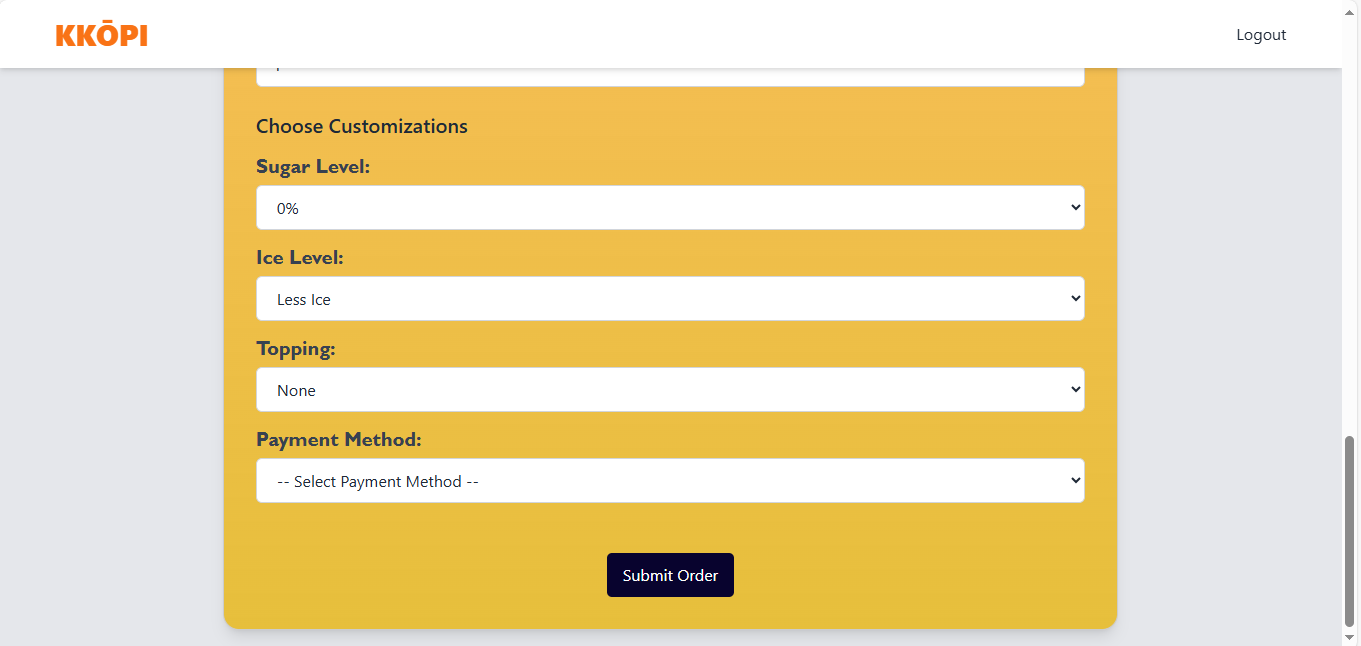 KKŌPI
Logout
Choose Customizations
Sugar Level:
0%
Ice Level:
Less Ice
Topping:
None
Payment Method:
-- Select Payment Method --
Submit Order